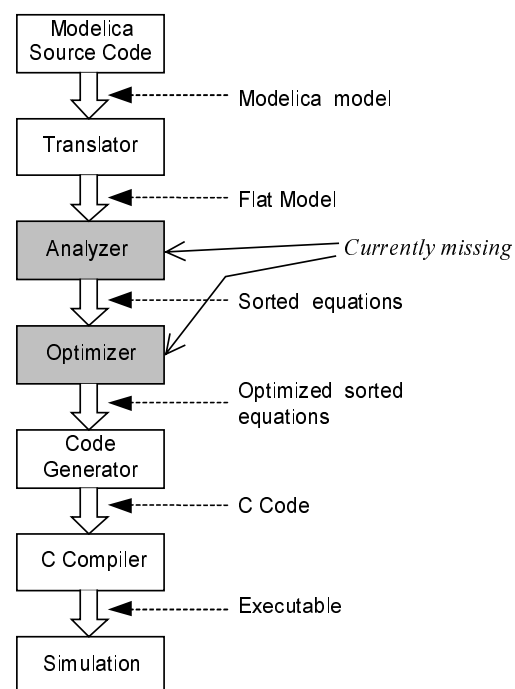 Modelica
Source Code
Modelica model
Translator
Flat Model
Analyzer
Currently missing
Sorted equations
Optimizer
Optimized sorted
equations
Code
Generator
C Code
C Compiler
Executable
Simulation